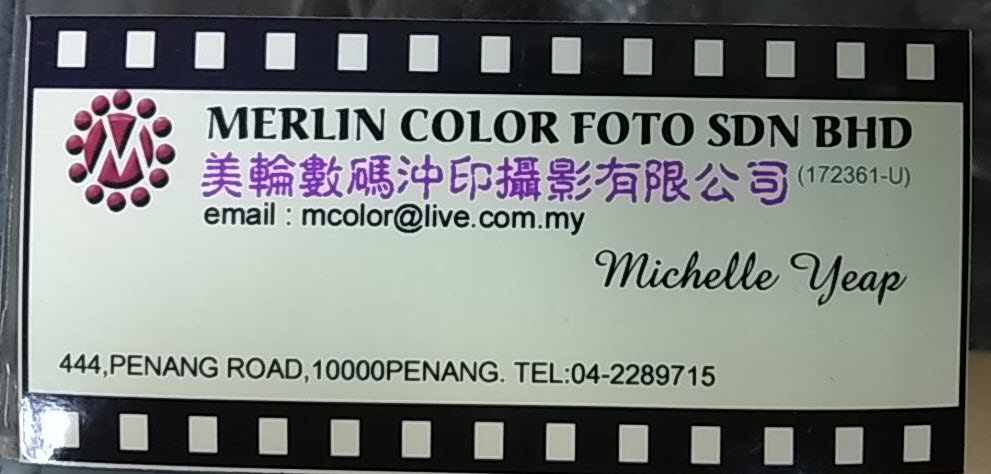 M
MERLIN COLOR FOTO SDN BHD
美輪數碼沖印攝影有限公司 (172361-U)
email : mcolor@live.com.my
Michelle Yeap
444,PENANG ROAD,10000PENANG. TEL:04-2289715